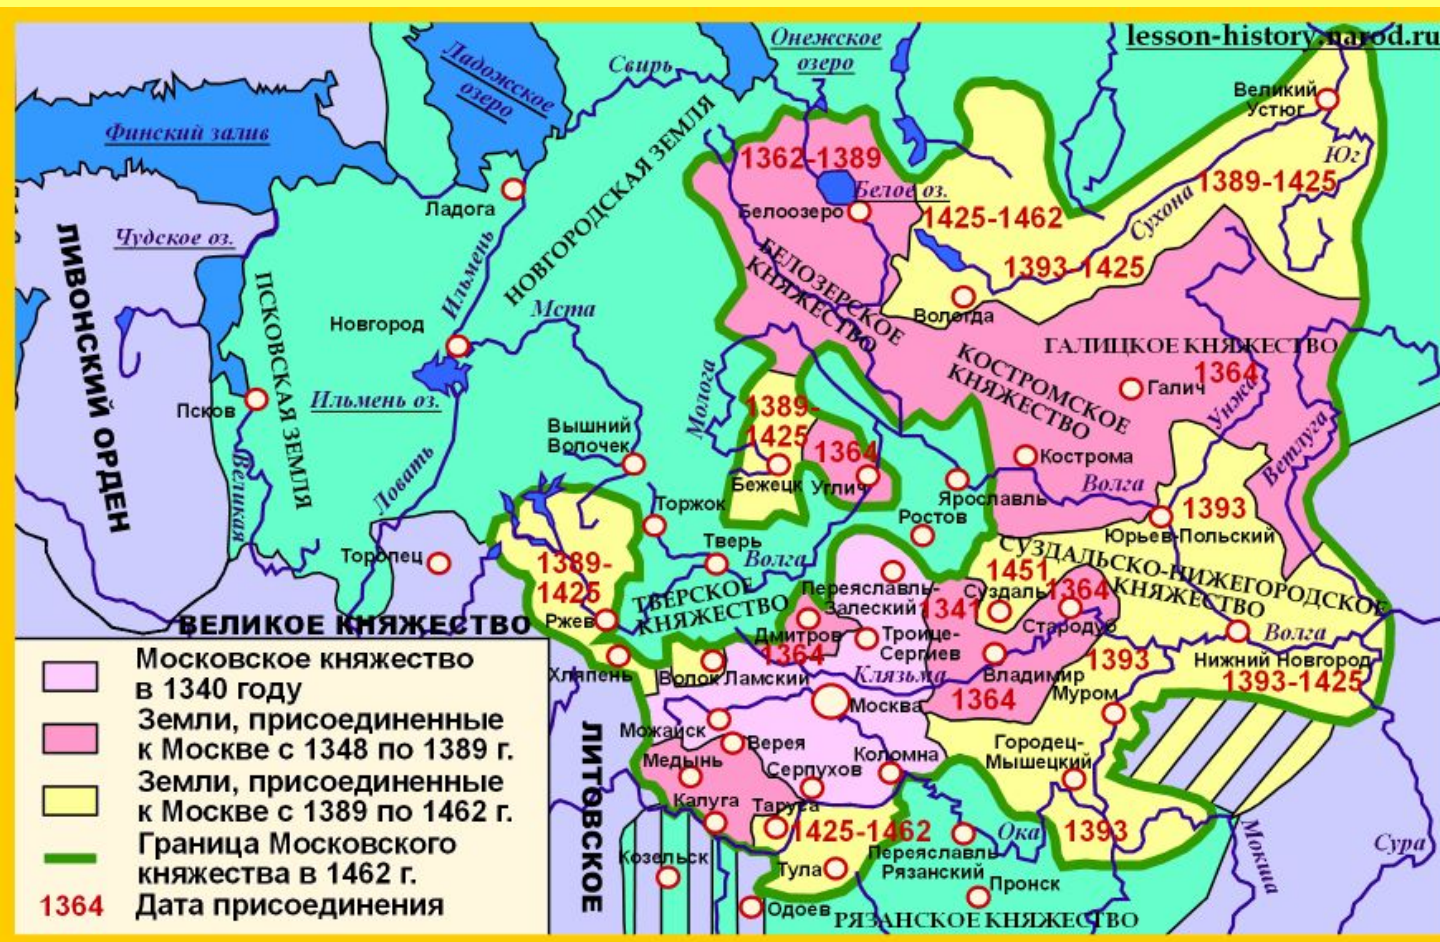 lesson-history.narod.ru
Онежское
озеро
Свирь
Ладожское
озеро
Финский залив
Великий
Устюг
Юг
1362-1389
Белое оз.
1389-1425
Ладога
Белоозеро
1425-1462
Сухона
Чудское оз.
НОВГОРОДСКАЯ ЗЕМЛЯ
1393-1425
ЛИВОНСКИЙ ОРДЕН
ПСКОВСКАЯ ЗЕМЛЯ
Ильмень
Мста
БЕЛОЗЕРСКОЕ
КНЯЖЕСТВО
Вологда
Новгород
ГАЛИЦКОЕ КНЯЖЕСТВО
1364
КОСТРОМСКОЕ
КНЯЖЕСТВО
Галич
Унжа
Ветлуга
Ильмень оз.
Псков
Молога
1389-
1425
1364
Вышний
Волочек
Великая
Ловать
Бежецк
Углич
Кострома
Волга
Ярославль
1393
Юрьев-Польский
Торжок
Ростов
Торопец
Тверь
Волга
1389-
1425
Ржев
ТВЕРСКОЕ
КНЯЖЕСТВО
Переяславль-
Залеский
1341
СУЗДАЛЬСКО-НИЖЕГОРОДСКОЕ
КНЯЖЕСТВО
1451
Суздаль
1364
Стародуб
Волга
Нижний Новгород
1393-1425
ВЕЛИКОЕ КНЯЖЕСТВО
ЛИТОВСКОЕ
Дмитров
1364
Троице-
Сергиев
Хлепень
Волок Ламский
Клязьма
Владимир
1364
1393
Муром
Москва
Можайск
Верея
Медынь
Серпухов
Коломна
Городец-
Мышецкий
Калуга
Таруса
1425-1462
Ока
1393
Козельск
Тула
Переяславль-
Рязанский
Пронск
Одоев
РЯЗАНСКОЕ КНЯЖЕСТВО
Мокша
Сура
Московское княжество
в 1340 году
Земли, присоединенные
к Москве с 1348 по 1389 г.
Земли, присоединенные
к Москве с 1389 по 1462 г.
Граница Московского
княжества в 1462 г.
1364 Дата присоединения